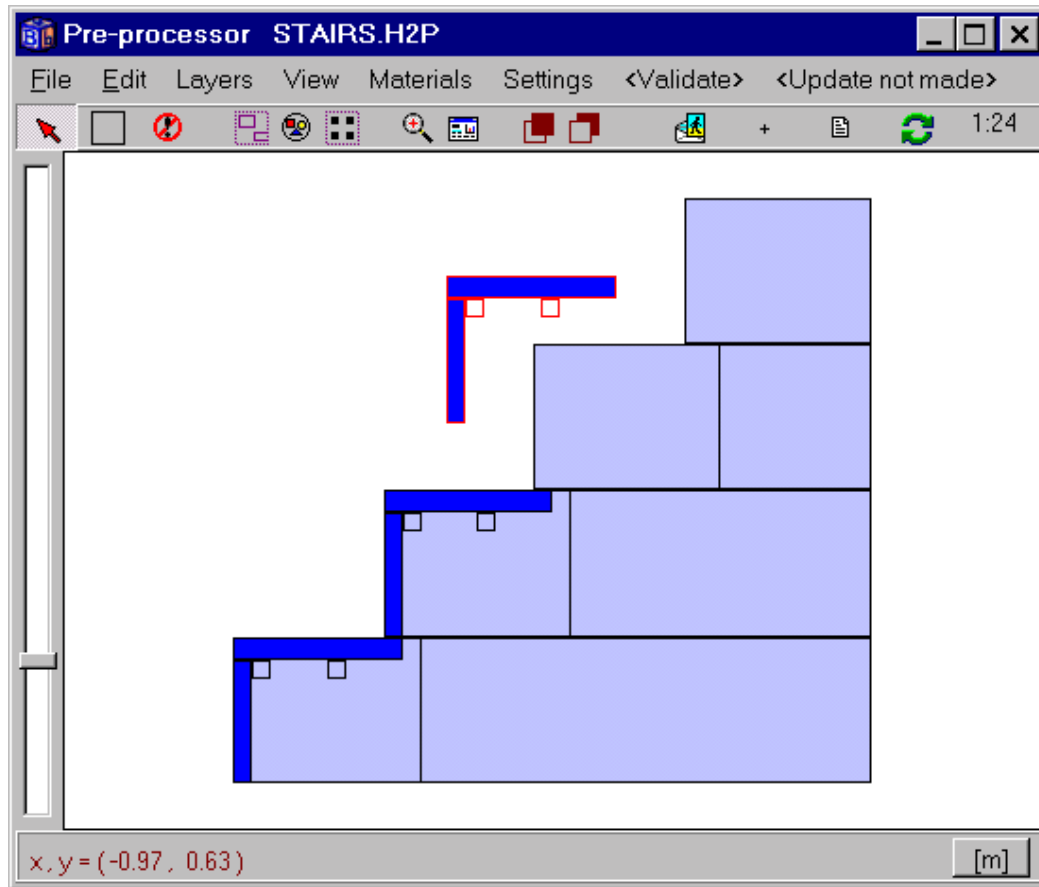 Pre-processor STAIRS.H2P
File Edit Layers View Materials Settings <Validate> <Update not made>
1:24
x, y = (-0.97 , 0.63 )
[m]